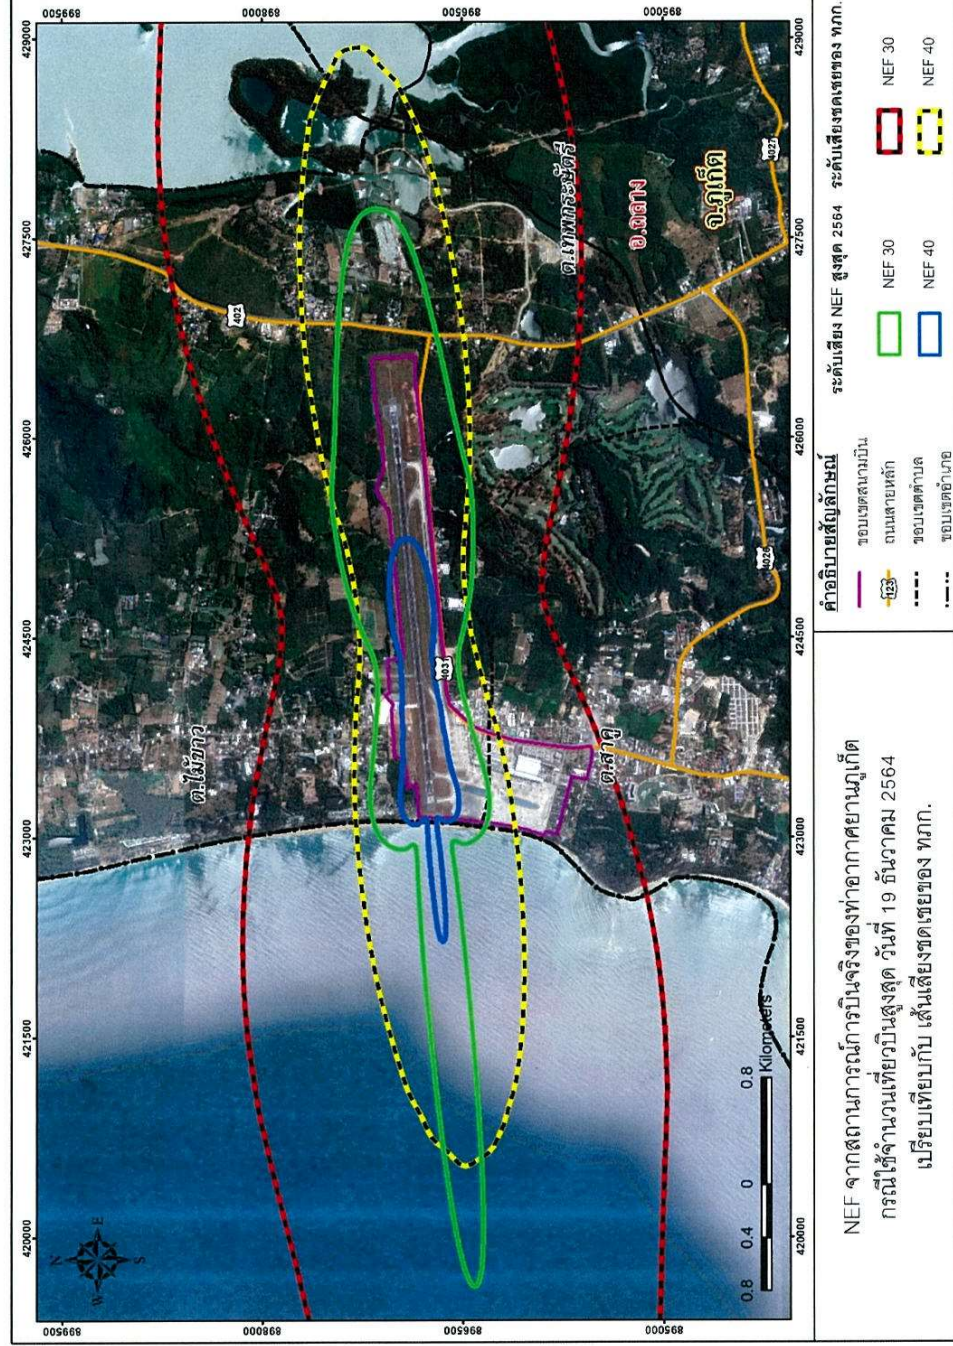 420000 421500 423000 424500 426000 427500 429000
899500 899500
898000 898000
896500 896500
895000 895000
N
W E
S
ต.ไม้ขาว
402
4031
ต.สาคู
ต.เทพกระษัตรี
อ.ถลาง
จ.ภูเก็ต
4026
4027
0.8 0.4 0 0.8
Kilometers
420000 421500 423000 424500 426000 427500 429000
NEF จากสถานการณ์การบินจริงของท่าอากาศยานภูเก็ต
กรณีใช้จำนวนเที่ยวบินสูงสุด วันที่ 19 ธันวาคม 2564
เปรียบเทียบกับ เส้นเสียงชดเชยของ ทภก.
คำอธิบายสัญลักษณ์
ขอบเขตสนามบิน
123 ถนนสายหลัก
ขอบเขตตำบล
ขอบเขตอำเภอ
ระดับเสียง NEF สูงสุด 2564
NEF 30
NEF 40
ระดับเสียงชดเชยของ ทภก.
NEF 30
NEF 40